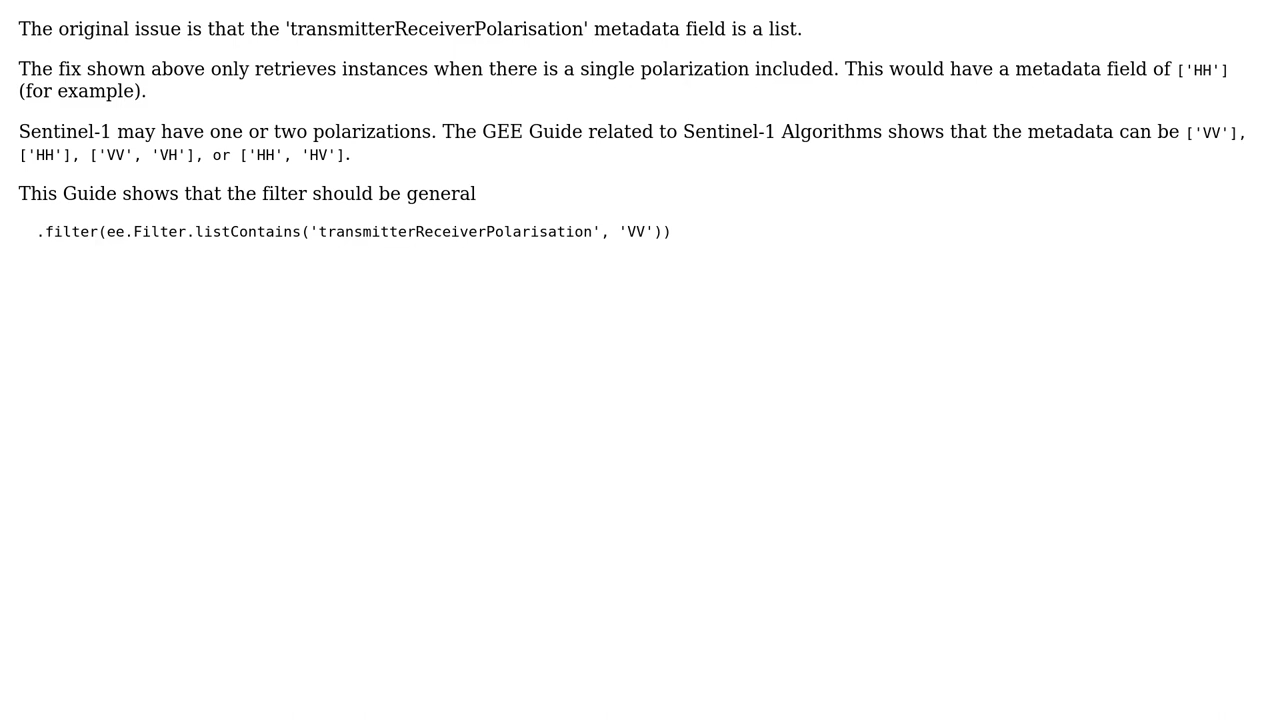 The original issue is that the 'transmitterReceiverPolarisation' metadata field is a list.
The fix shown above only retrieves instances when there is a single polarization included. This would have a metadata field of ['HH']
(for example).
Sentinel-1 may have one or two polarizations. The GEE Guide related to Sentinel-1 Algorithms shows that the metadata can be ['VV'],
['HH'], ['VV', 'VH'], or ['HH', 'HV'].
This Guide shows that the filter should be general
.filter(ee.Filter.listContains('transmitterReceiverPolarisation', 'VV'))